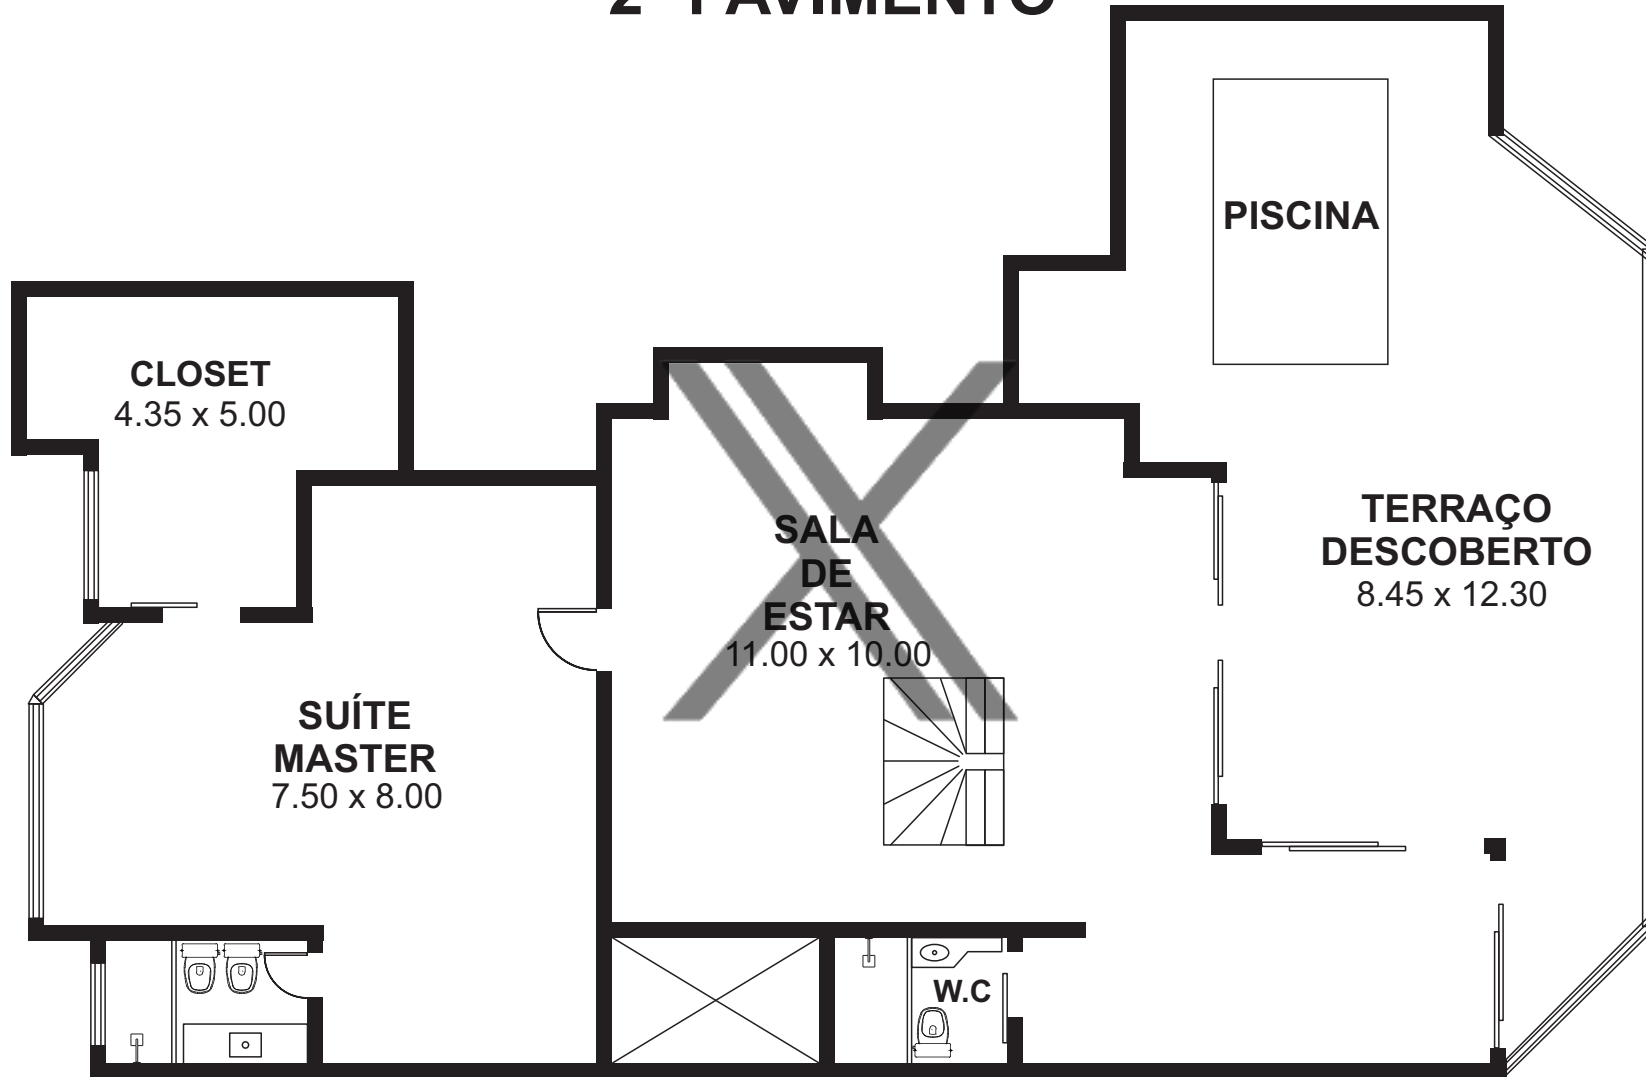 2º PAVIMENTO
PISCINA
CLOSET
4.35 x 5.00
TERRAÇO
DESCOBERTO
8.45 x 12.30
SALA
DE
ESTAR
11.00 x 10.00
SUÍTE
MASTER
7.50 x 8.00
W.C